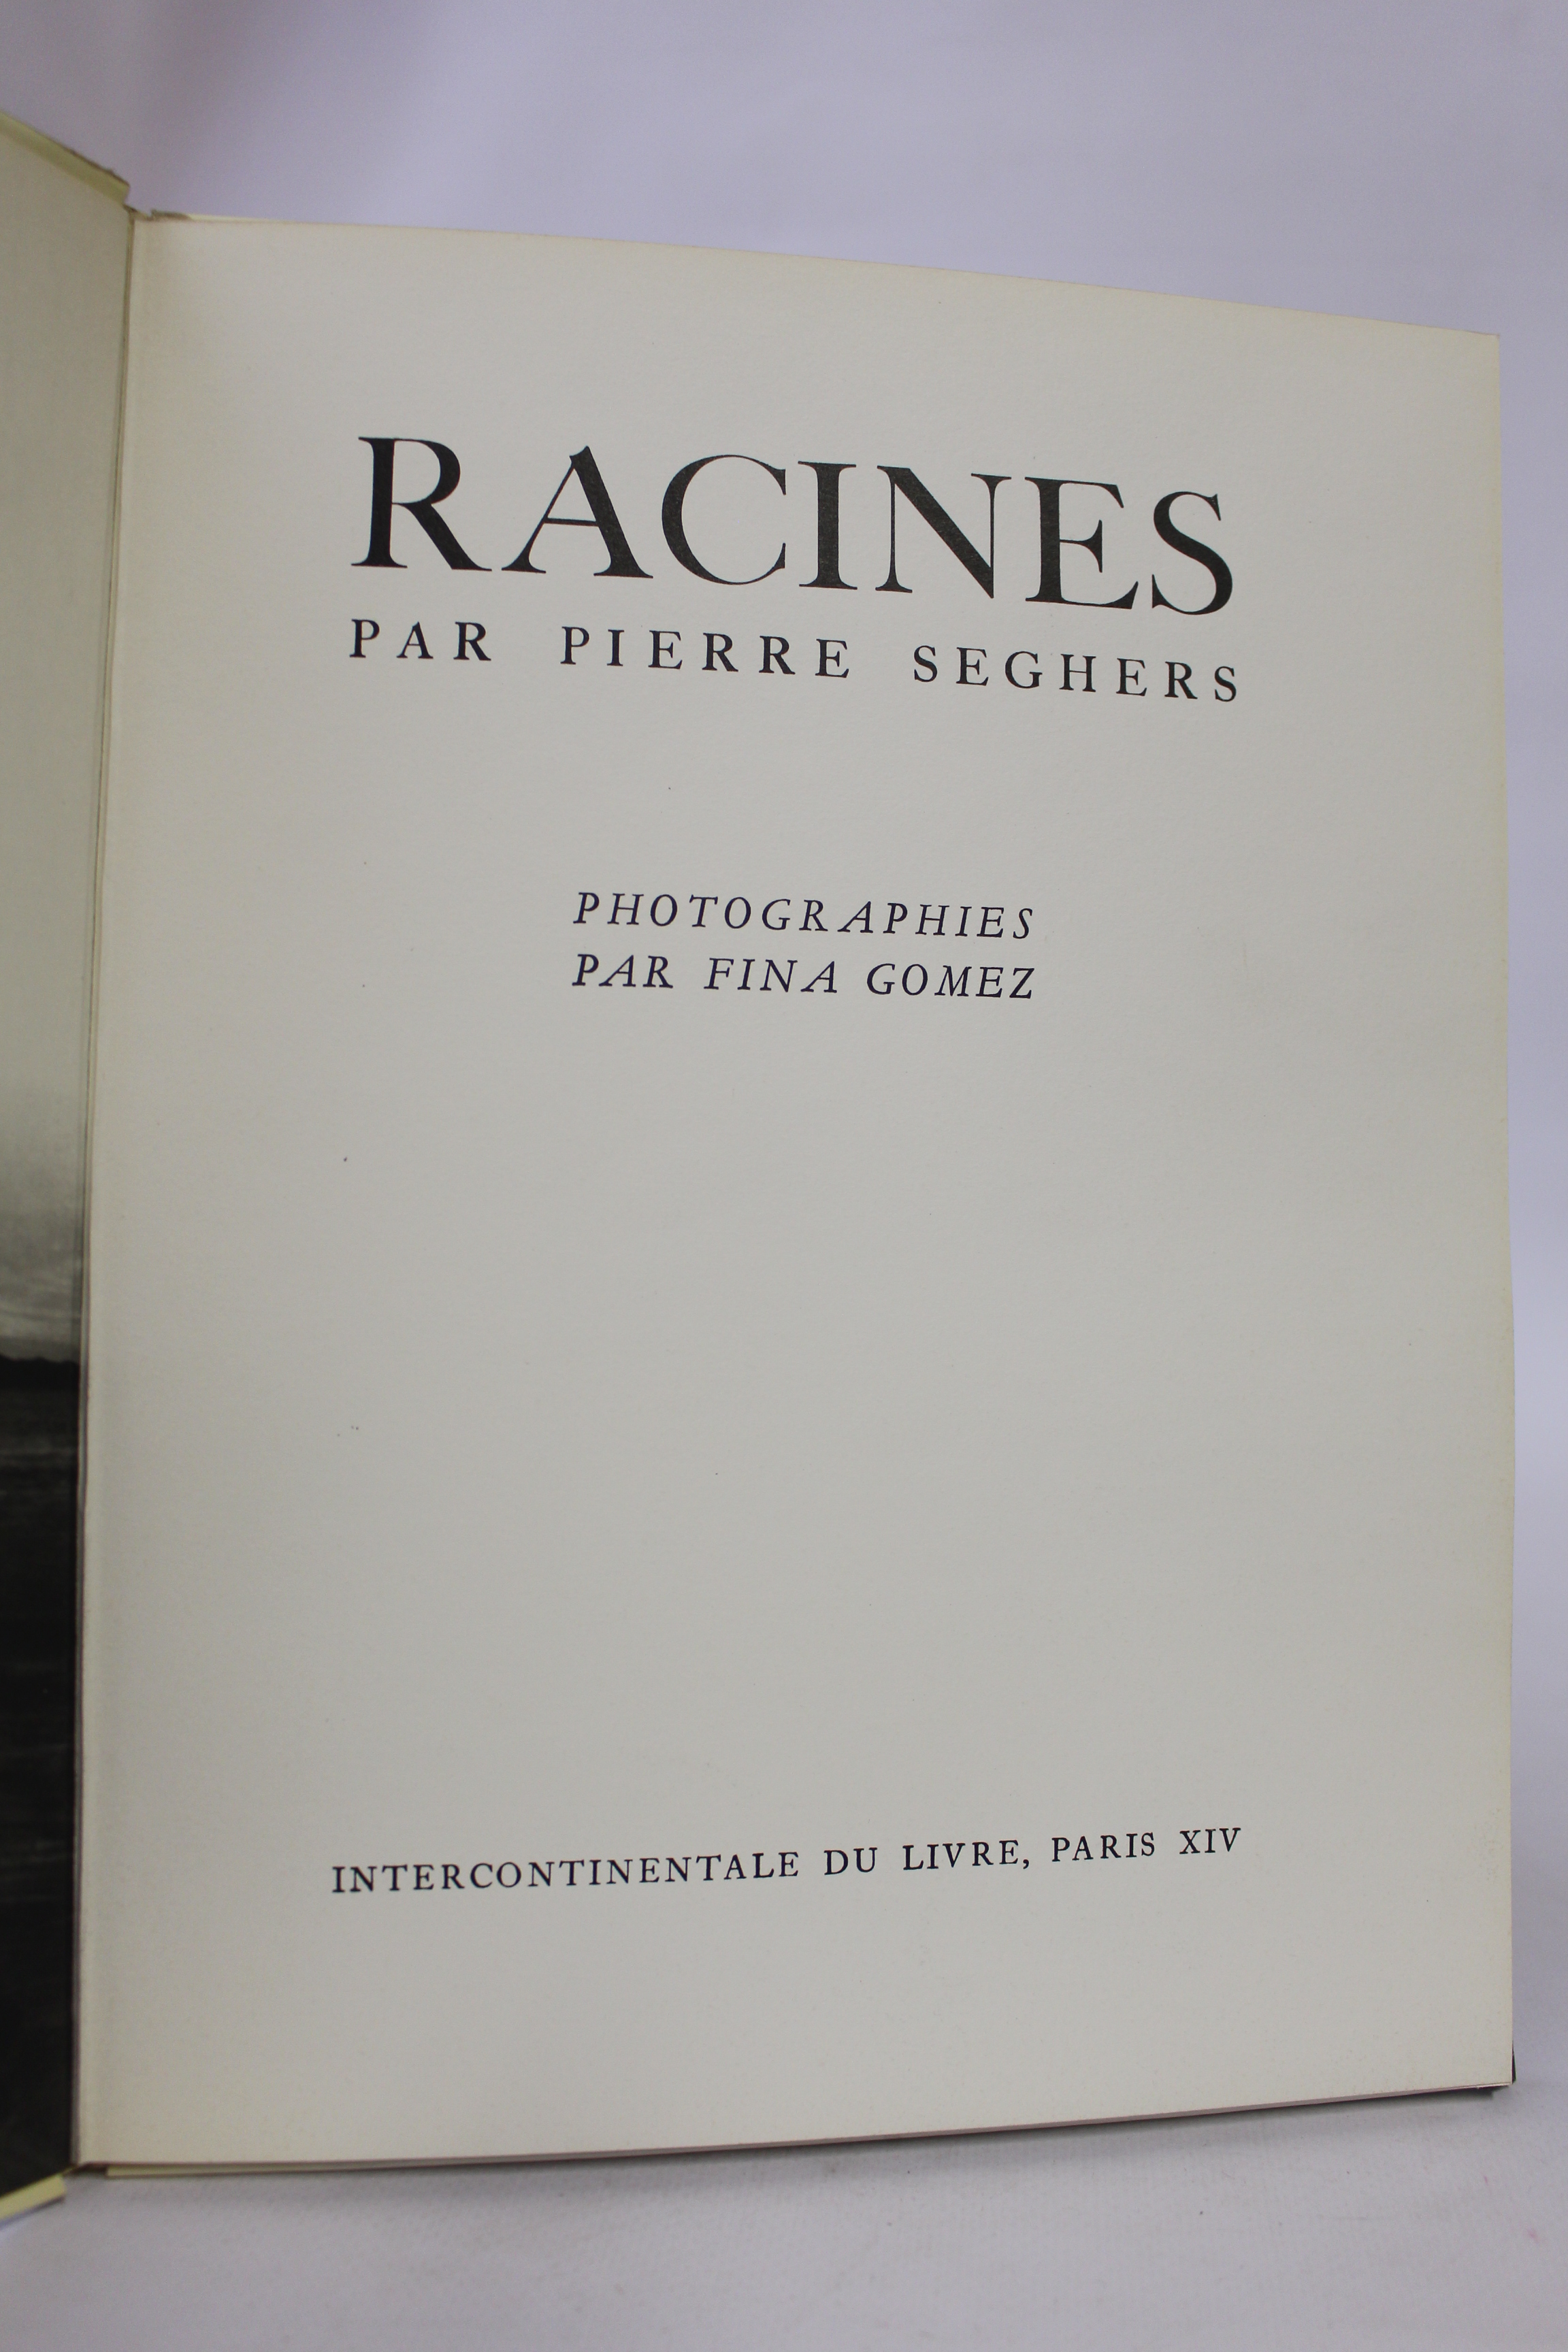 RACINES
PAR PIERRE SEGHERS
PHOTOGRAPHIES
PAR FINA GOMEZ
INTERCONTINENTALE DU LIVRE, PARIS XIV